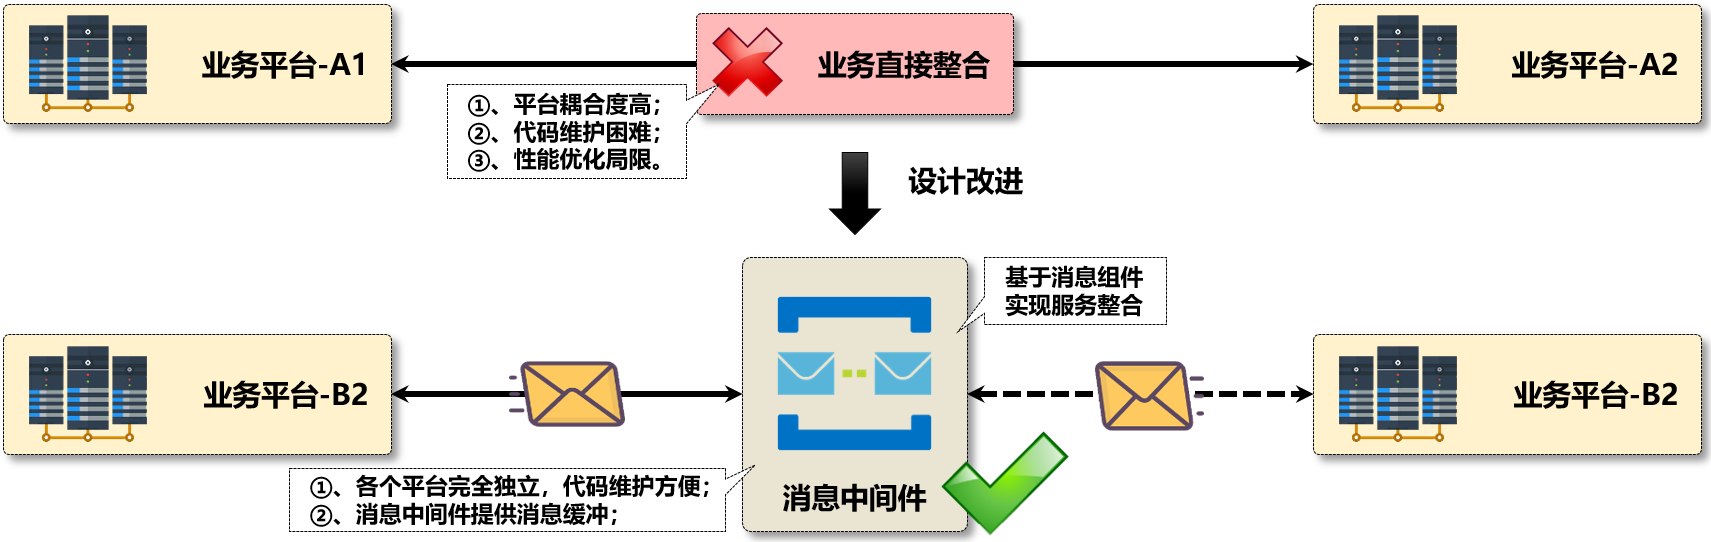 业务平台-A1
业务直接整合
业务平台-A2
①、平台耦合度高；
②、代码维护困难；
③、性能优化局限。
设计改进
基于消息组件
实现服务整合
业务平台-B2
业务平台-B2
①、各个平台完全独立，代码维护方便；
②、消息中间件提供消息缓冲；
消息中间件